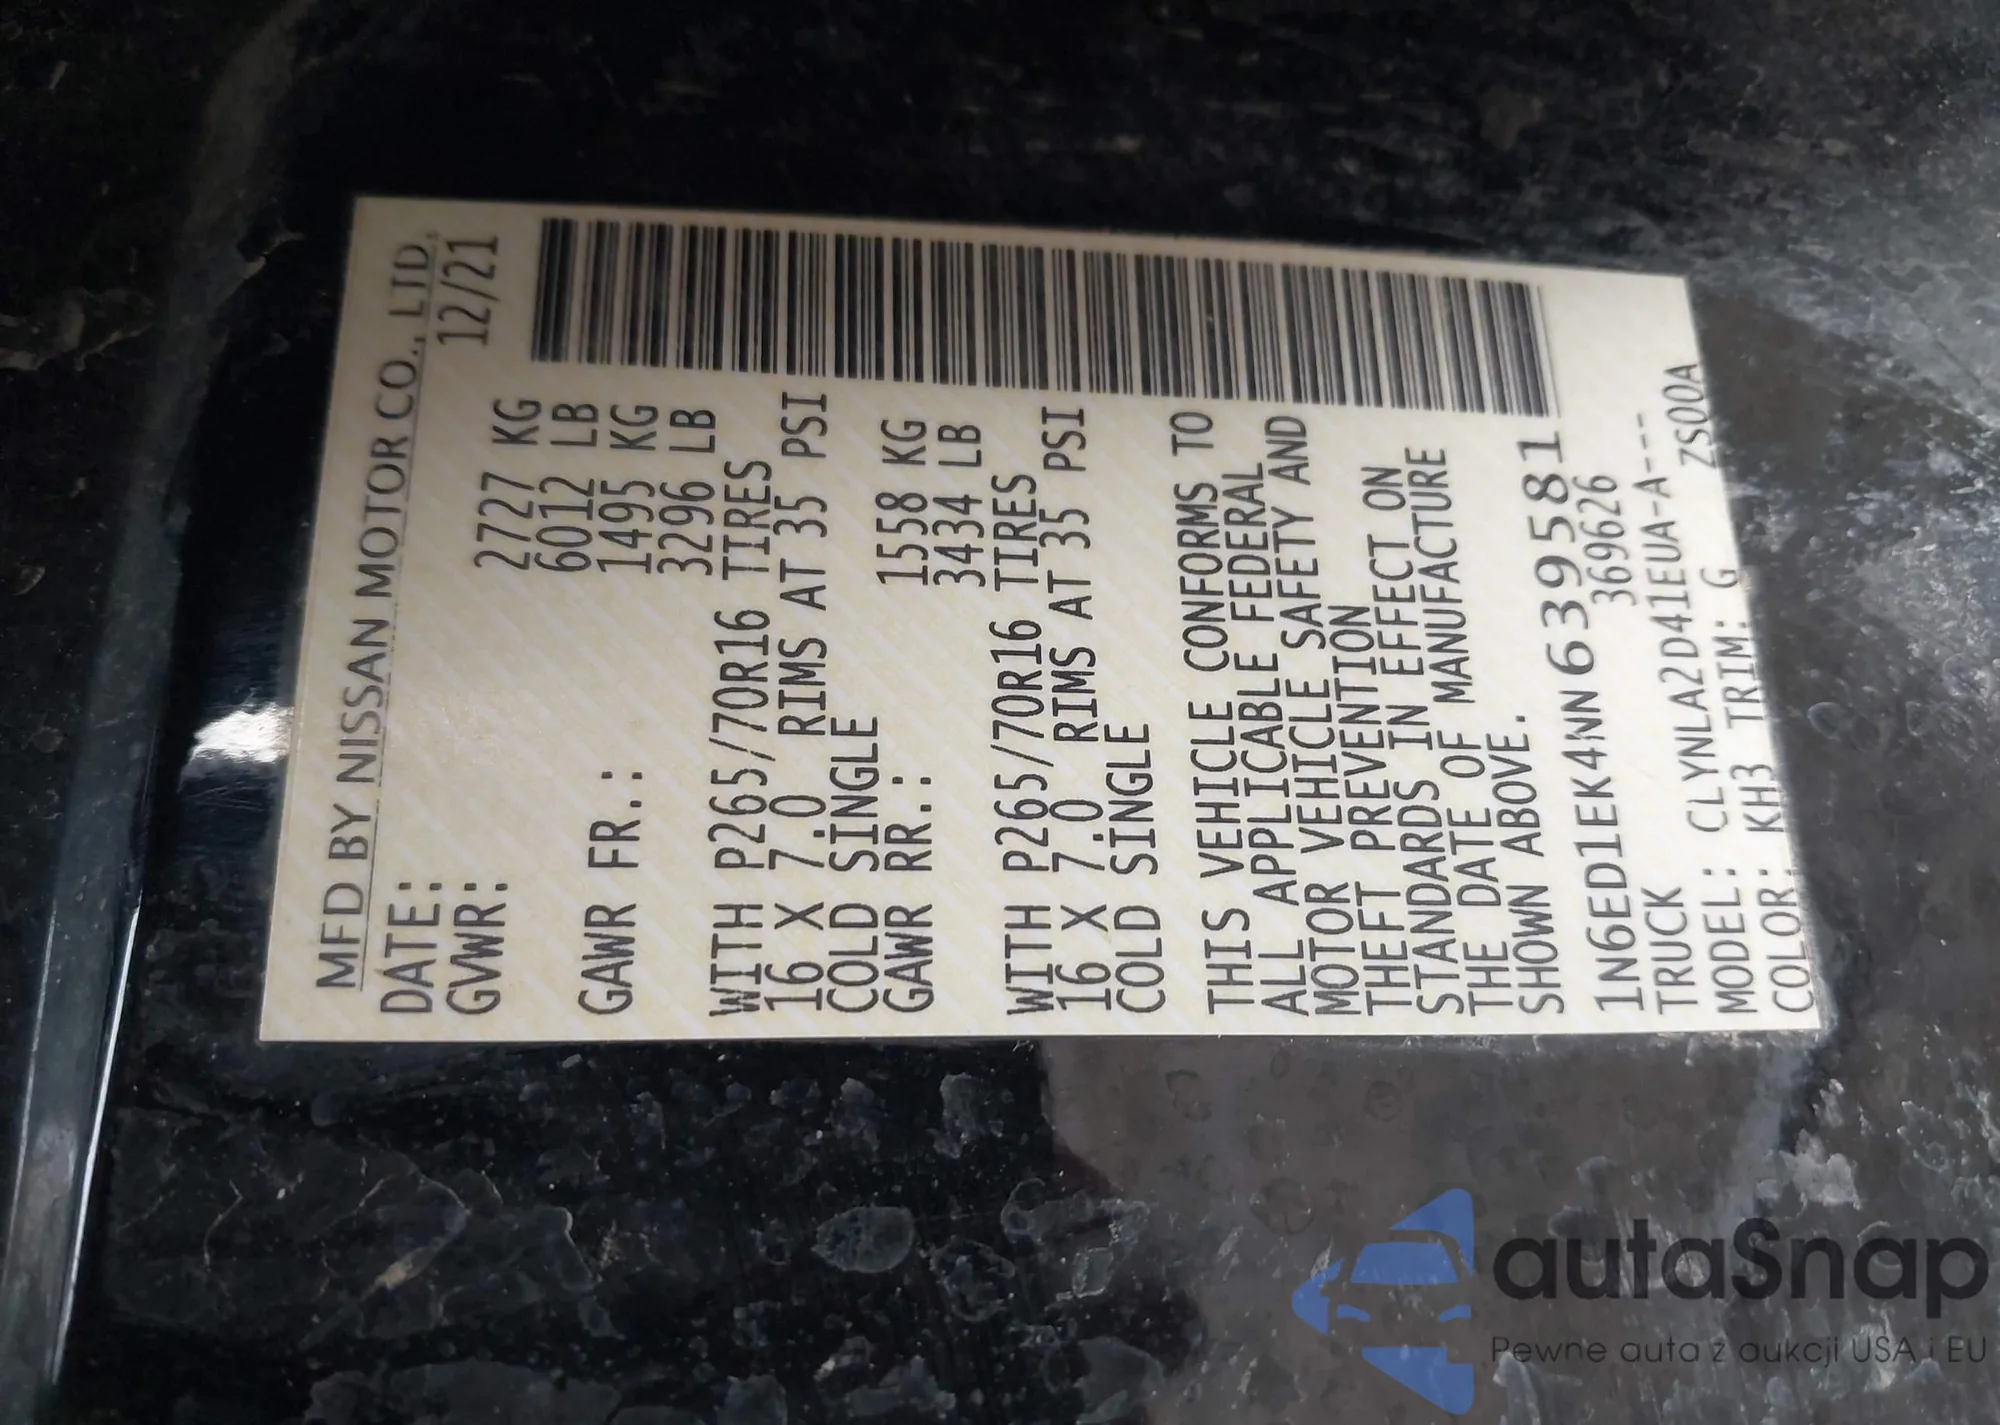 MFD BY NISSAN MOTOR CO., LTD.
DATE: 12/21
GVWR: 2727 KG
6012 LB
GAWR FR.: 1495 KG
3296 LB
WITH P265/70R16 TIRES
16 X 7.0 RIMS AT 35 PSI
COLD SINGLE
GAWR RR.: 1558 KG
3434 LB
WITH P265/70R16 TIRES
16 X 7.0 RIMS AT 35 PSI
COLD SINGLE
THIS VEHICLE CONFORMS TO
ALL APPLICABLE FEDERAL
MOTOR VEHICLE SAFETY AND
THEFT PREVENTION
STANDARDS IN EFFECT ON
THE DATE OF MANUFACTURE
SHOWN ABOVE.
1N6ED1EK4NN639581
TRUCK 369626
MODEL: CLYNLA2D41EUA-A---
COLOR: KH3 TRIM: G ZS00A
autaSnap
Pewne auta z aukcji USA i EU